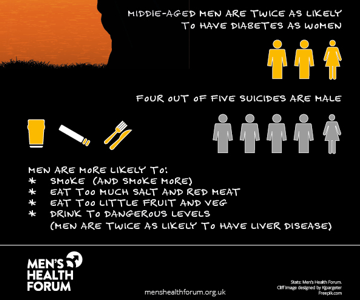 MIDDLE-AGED MEN ARE TWICE AS LIKELY
TO HAVE DIABETES AS WOMEN
FOUR OUT OF FIVE SUICIDES ARE MALE
MEN ARE MORE LIKELY TO:
* SMOKE (AND SMOKE MORE)
* EAT TOO MUCH SALT AND RED MEAT
* EAT TOO LITTLE FRUIT AND VEG
* DRINK TO DANGEROUS LEVELS
(MEN ARE TWICE AS LIKELY TO HAVE LIVER DISEASE)
MEN'S
HEALTH
FORUM
menshealthforum.org.uk
Stats: Men's Health Forum.
Cliff image designed by Kjpargeter
Freepik.com